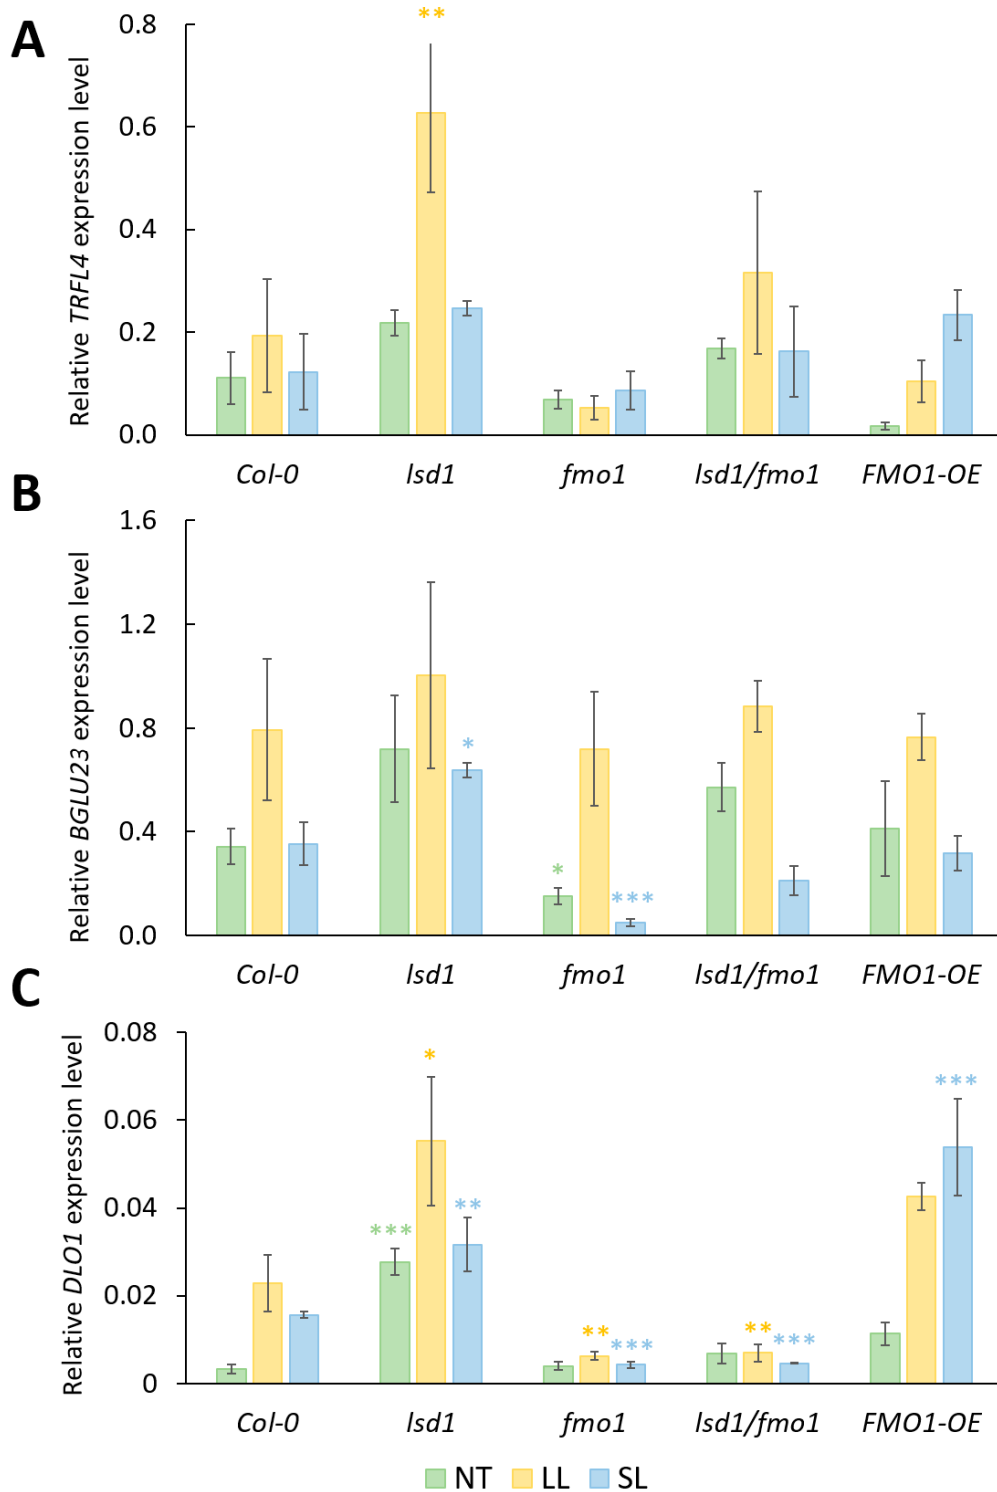 A
Relative TRFL4 expression level
0.8
0.6
0.4
0.2
0.0
**
Col-0 lsd1 fmo1 lsd1/fmo1 FMO1-OE
B
Relative BGLU23 expression level
1.6
1.2
0.8
0.4
0.0
*
*
***
Col-0 lsd1 fmo1 lsd1/fmo1 FMO1-OE
C
Relative DLO1 expression level
0.08
0.06
0.04
0.02
0
***
*
**
**
***
**
***
***
Col-0 lsd1 fmo1 lsd1/fmo1 FMO1-OE
NT LL SL